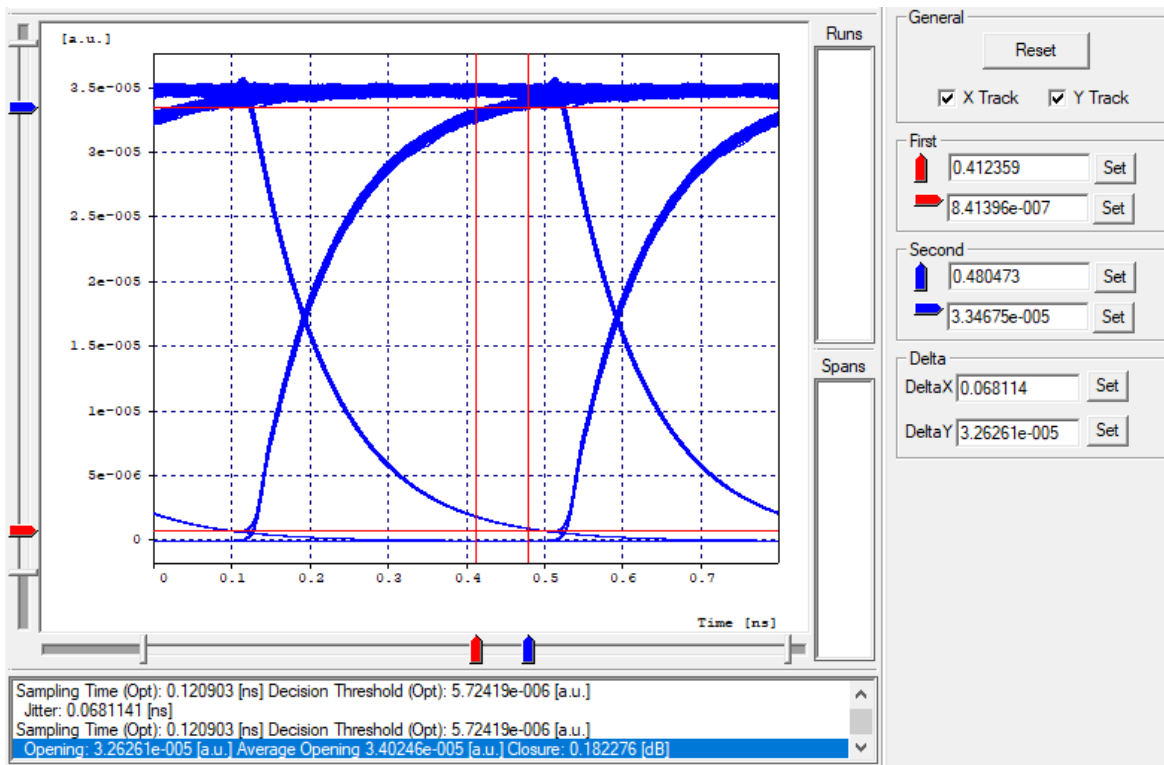 [a.u.]
3.5e-005
3e-005
2.5e-005
2e-005
1.5e-005
1e-005
5e-006
0
0 0.1 0.2 0.3 0.4 0.5 0.6 0.7
Time [ns]
Runs
Spans
General
Reset
X Track Y Track
First
0.412359 Set
8.41396e-007 Set
Second
0.480473 Set
3.34675e-005 Set
Delta
DeltaX 0.068114 Set
DeltaY 3.26261e-005 Set
Sampling Time (Opt): 0.120903 [ns] Decision Threshold (Opt): 5.72419e-006 [a.u.]
Jitter: 0.0681141 [ns]
Sampling Time (Opt): 0.120903 [ns] Decision Threshold (Opt): 5.72419e-006 [a.u.]
Opening: 3.26261e-005 [a.u.] Average Opening 3.40246e-005 [a.u.] Closure: 0.182276 [dB]